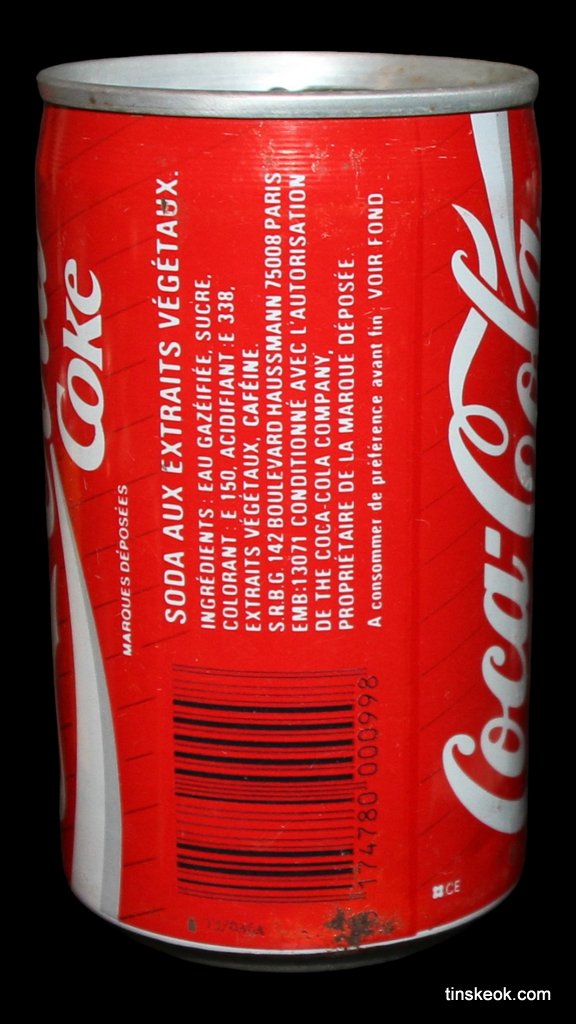 Coke
MARQUES DÉPOSÉES
SODA AUX EXTRAITS VÉGÉTAUX.
INGRÉDIENTS : EAU GAZÉIFIÉE, SUCRE,
COLORANT : E 150, ACIDIFIANT : E 338,
EXTRAITS VÉGÉTAUX, CAFÉINE.
S.R.B.G. 142 BOULEVARD HAUSSMANN 75008 PARIS
EMB:13071 CONDITIONNÉ AVEC L'AUTORISATION
DE THE COCA-COLA COMPANY,
PROPRIÉTAIRE DE LA MARQUE DÉPOSÉE.
A consommer de préférence avant fin VOIR FOND.
174780 000998
Coca-Cola
CE
tinskeok.com